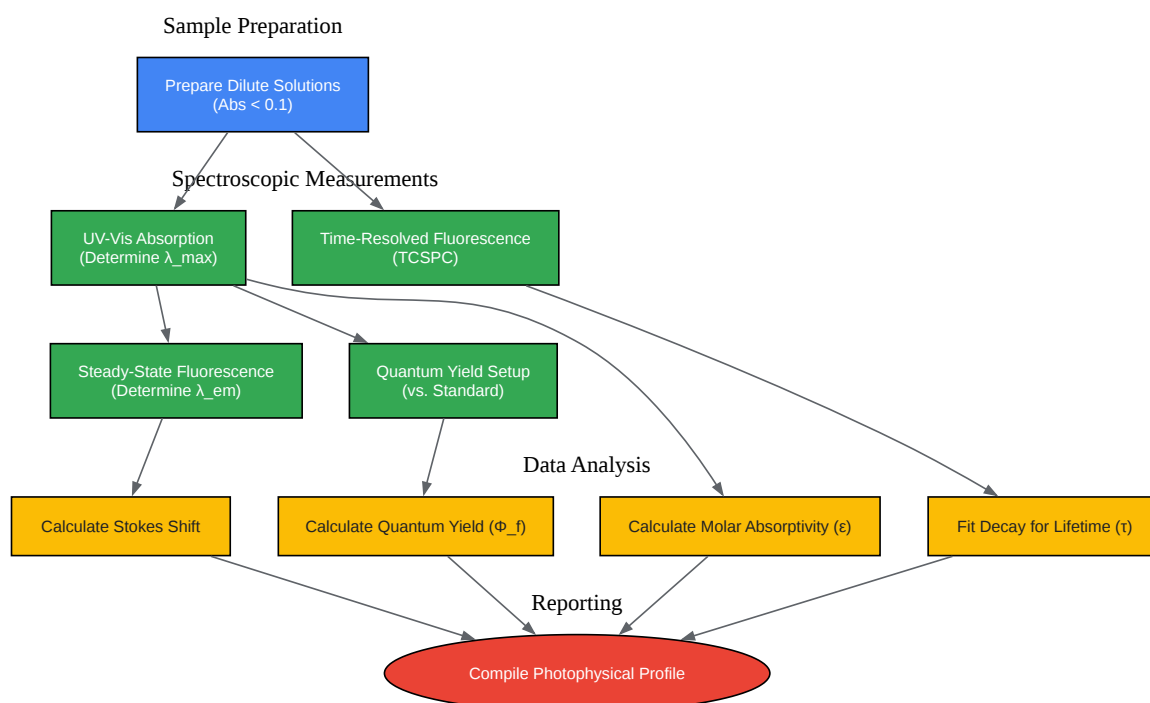 Sample Preparation
Prepare Dilute Solutions
(Abs < 0.1)
Spectroscopic Measurements
UV-Vis Absorption
(Determine λ_max)
Time-Resolved Fluorescence
(TCSPC)
Steady-State Fluorescence
(Determine λ_em)
Quantum Yield Setup
(vs. Standard)
Data Analysis
Calculate Stokes Shift
Calculate Quantum Yield (Φ_f)
Calculate Molar Absorptivity (ε)
Fit Decay for Lifetime (τ)
Reporting
Compile Photophysical Profile